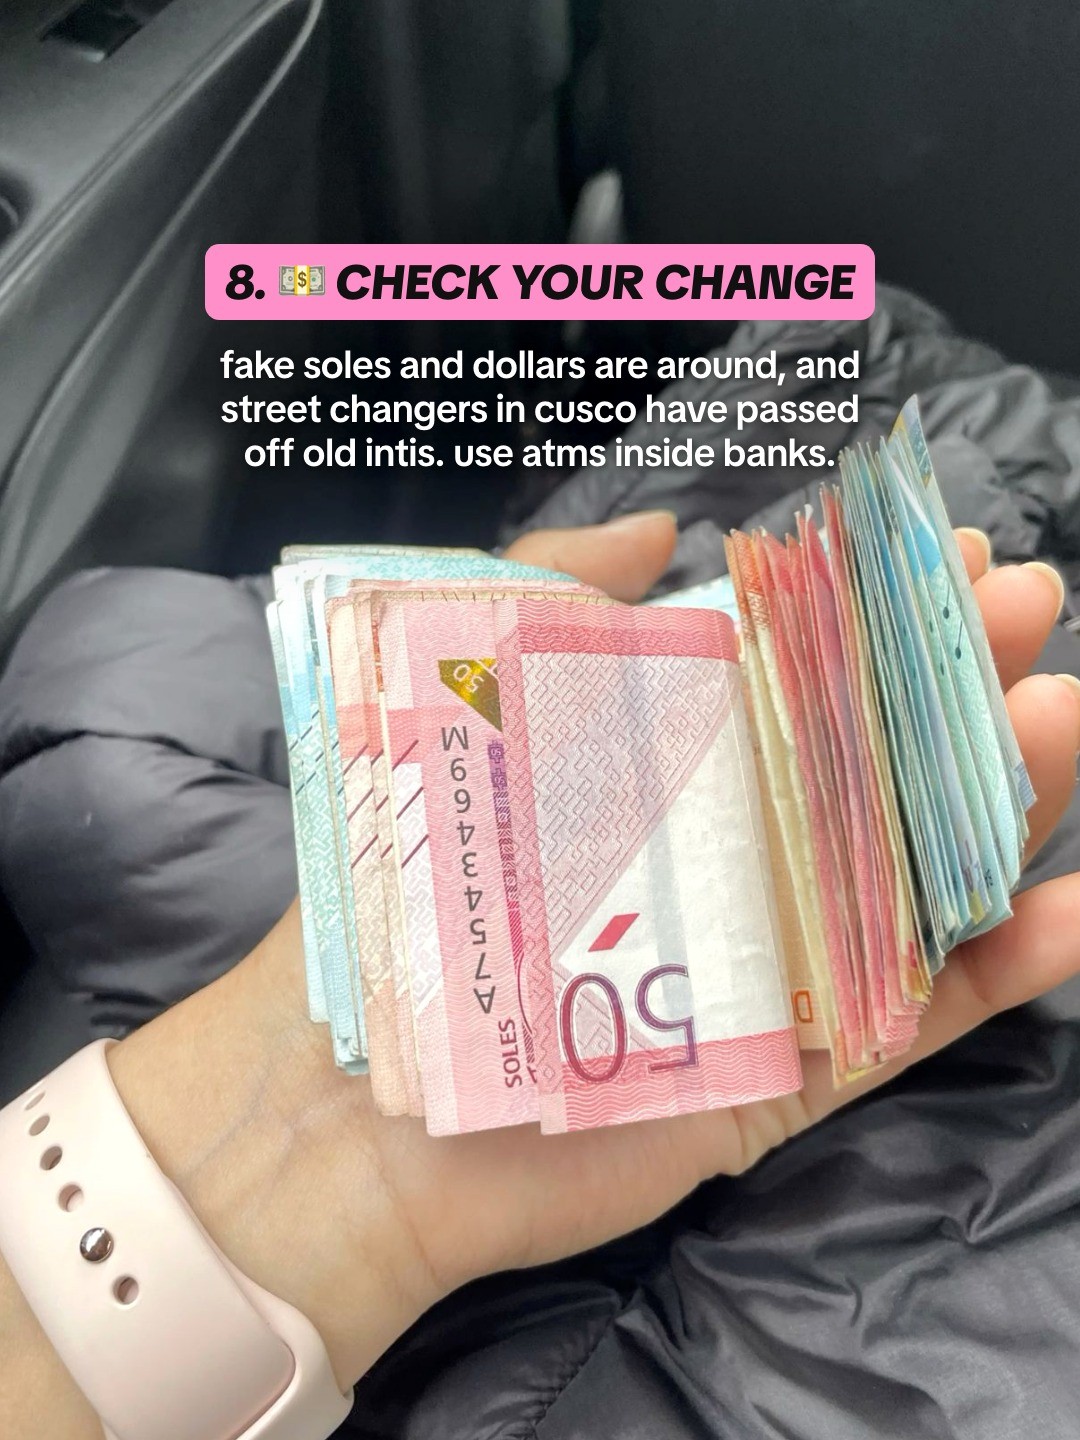 8. 💵 CHECK YOUR CHANGE
fake soles and dollars are around, and
street changers in cusco have passed
off old intis. use atms inside banks.
50
A7543469M
SOLES
50